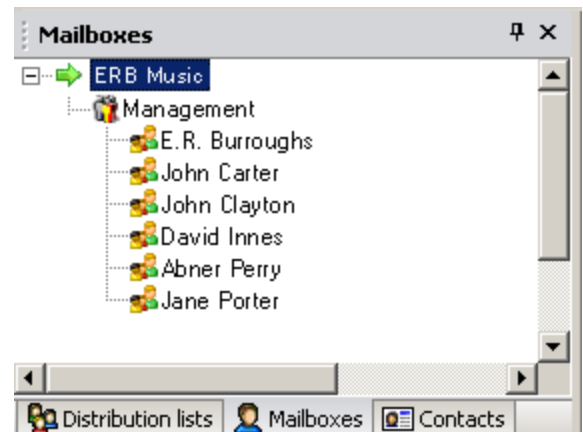 Mailboxes
ERB Music
Management
E.R. Burroughs
John Carter
John Clayton
David Innes
Abner Perry
Jane Porter
Distribution lists Mailboxes Contacts